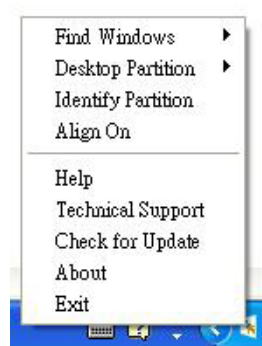 Find Windows
Desktop Partition
Identify Partition
Align On
Help
Technical Support
Check for Update
About
Exit